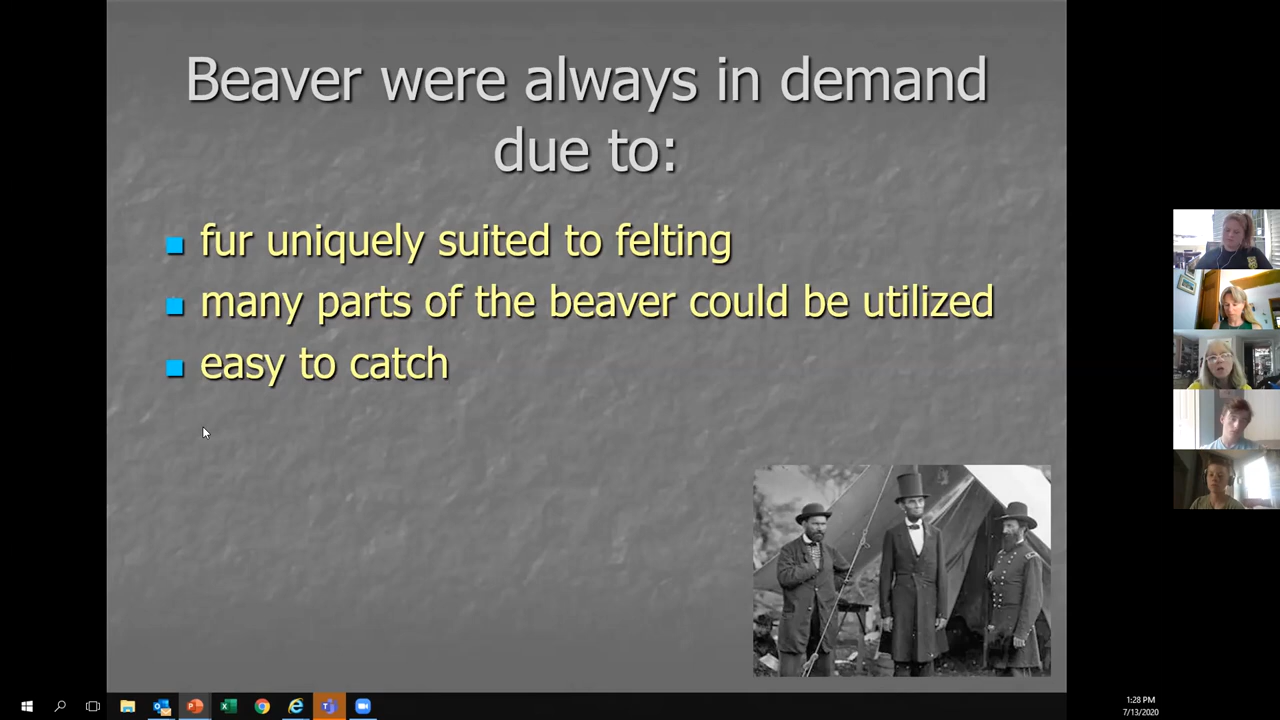 Beaver were always in demand
due to:
fur uniquely suited to felting
many parts of the beaver could be utilized
easy to catch
1:28 PM
7/13/2020